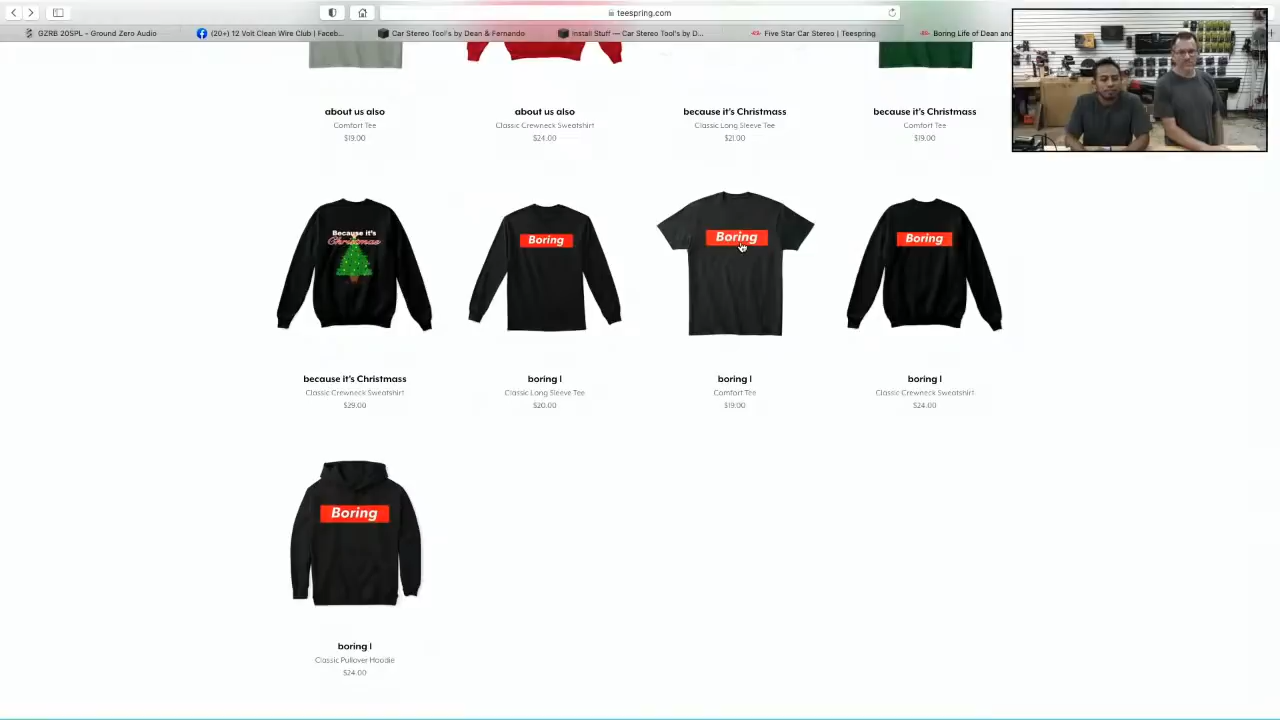 teespring.com
GZRB 20SPL - Ground Zero Audio
(20+) 12 Volt Clean Wire Club | Faceb...
Car Stereo Tool's by Dean & Fernando
Install Stuff — Car Stereo Tool's by D...
Five Star Car Stereo | Teespring
Boring Life of Dean and
about us also
Comfort Tee
$19.00
about us also
Classic Crewneck Sweatshirt
$24.00
because it's Christmass
Classic Long Sleeve Tee
$21.00
because it's Christmass
Comfort Tee
$19.00
Because it's
Christmas
Boring
Boring
Boring
because it's Christmass
Classic Crewneck Sweatshirt
$29.00
boring l
Classic Long Sleeve Tee
$20.00
boring l
Comfort Tee
$19.00
boring l
Classic Crewneck Sweatshirt
$24.00
Boring
boring l
Classic Pullover Hoodie
$24.00